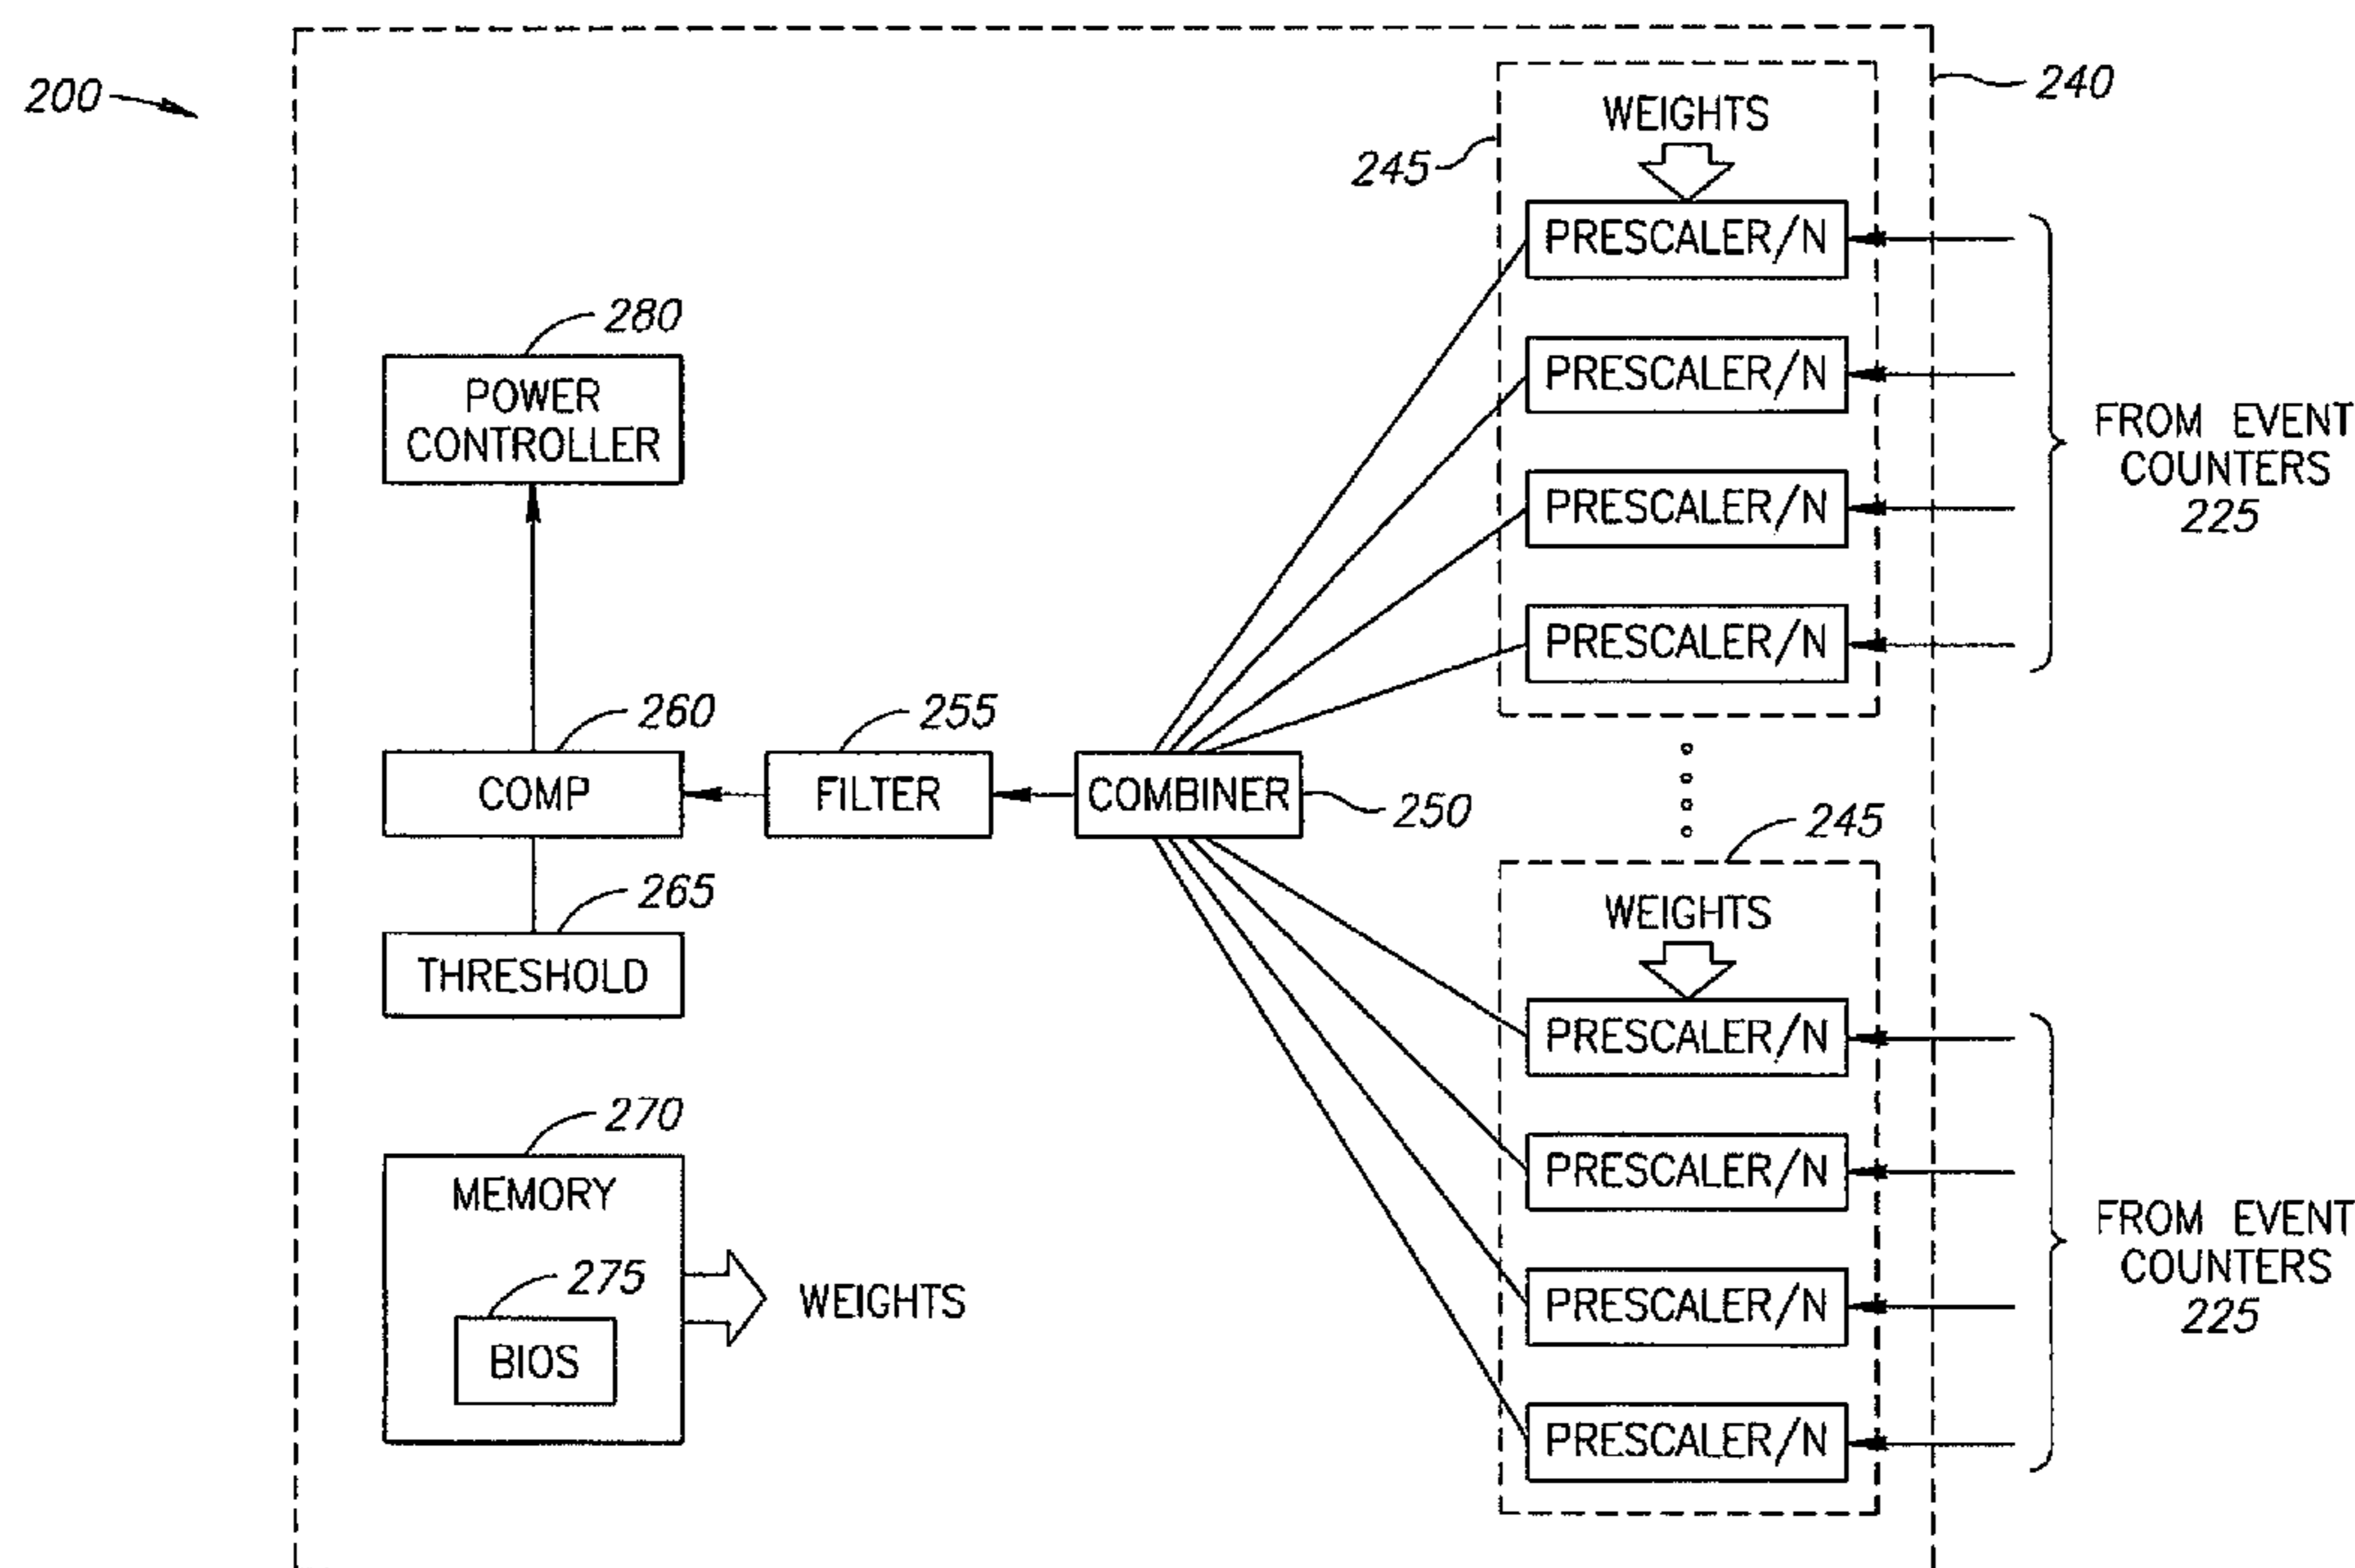 200
240
WEIGHTS
245
PRESCALER/N
280
PRESCALER/N
POWER
CONTROLLER
FROM EVENT
COUNTERS
225
PRESCALER/N
PRESCALER/N
260
255
COMP
FILTER
COMBINER
250
245
265
WEIGHTS
THRESHOLD
PRESCALER/N
270
MEMORY
PRESCALER/N
FROM EVENT
COUNTERS
225
275
WEIGHTS
PRESCALER/N
BIOS
PRESCALER/N